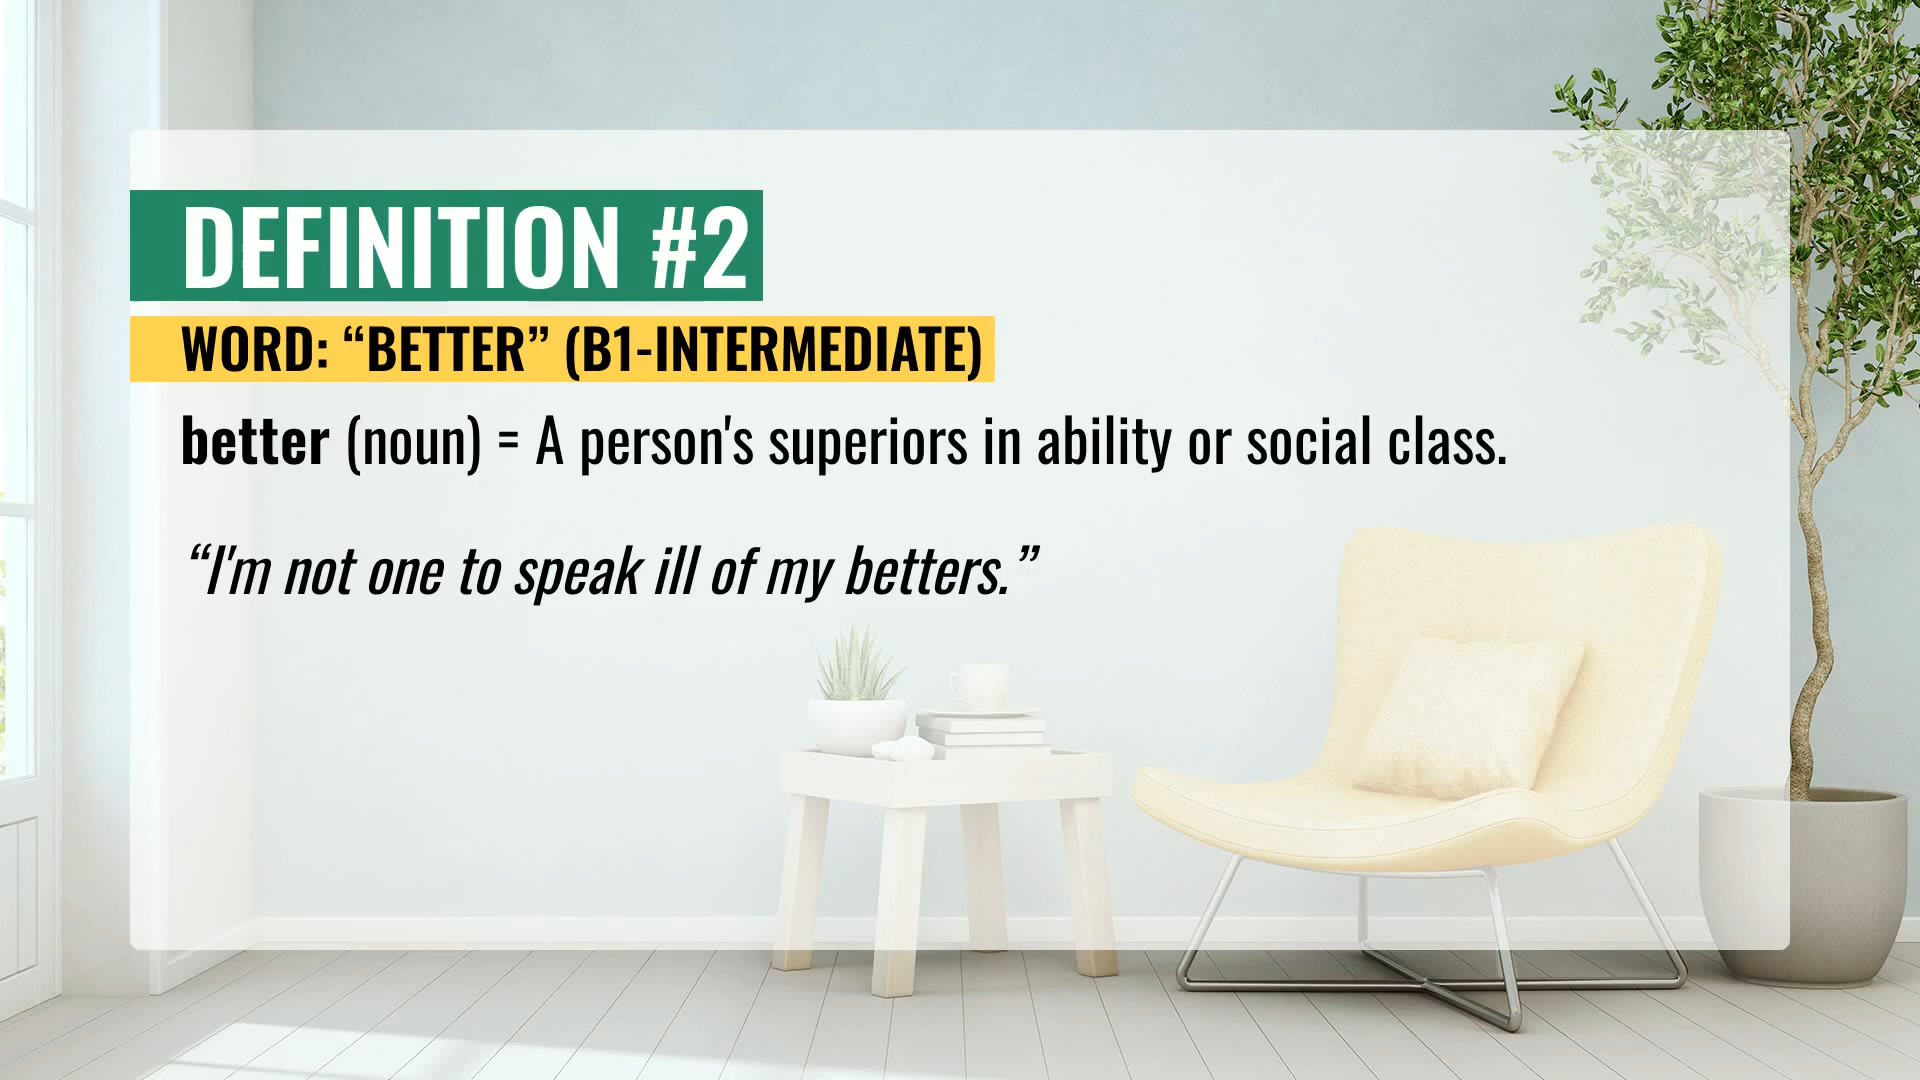 DEFINITION #2
WORD: “BETTER” (B1-INTERMEDIATE)
better (noun) = A person's superiors in ability or social class.
“I'm not one to speak ill of my betters.”